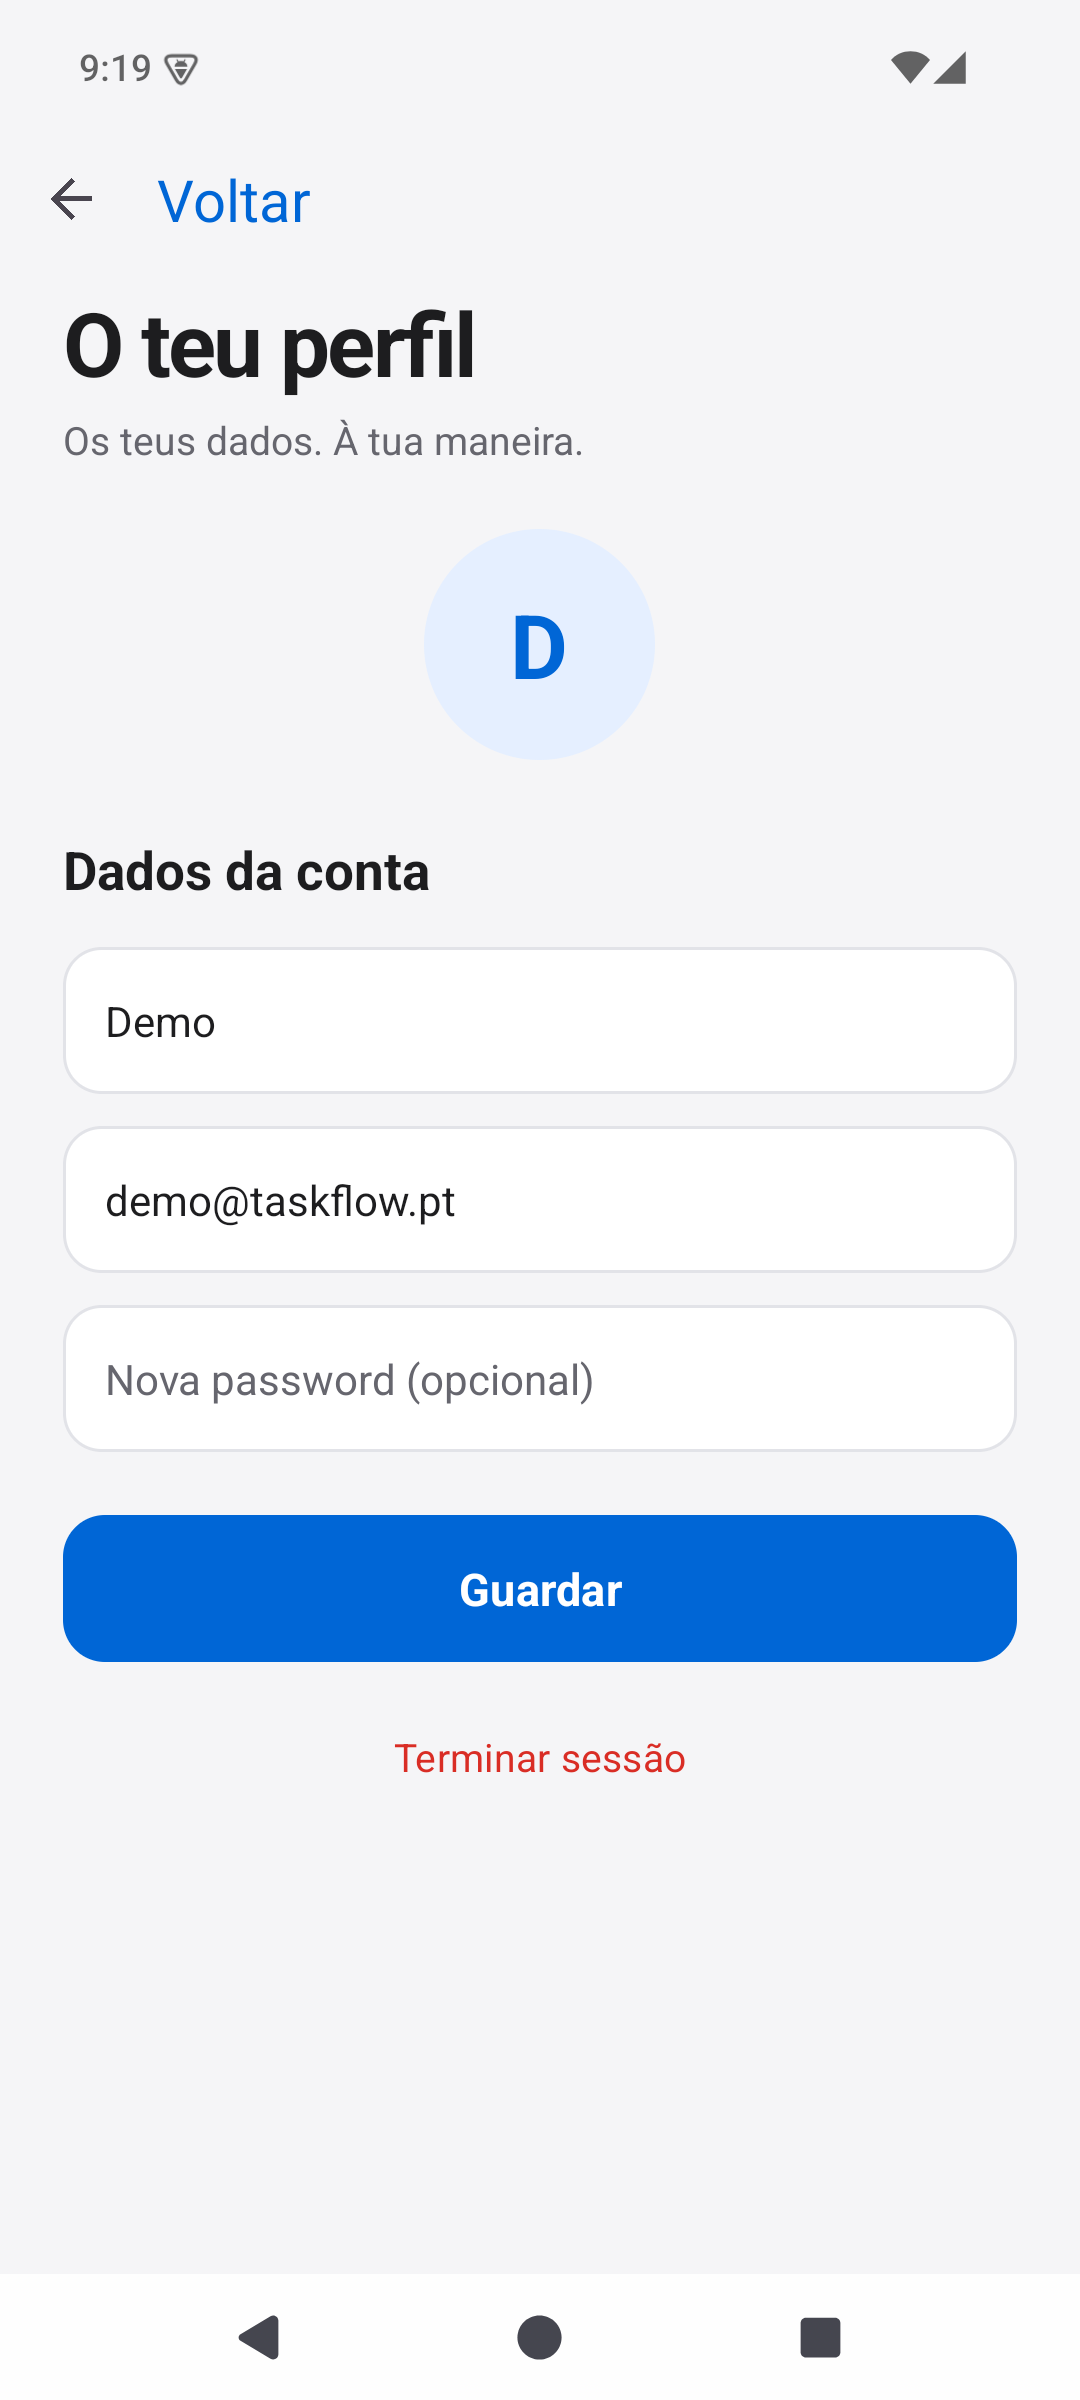 9:19
Voltar
O teu perfil
Os teus dados. À tua maneira.
D
Dados da conta
Demo
demo@taskflow.pt
Nova password (opcional)
Guardar
Terminar sessão